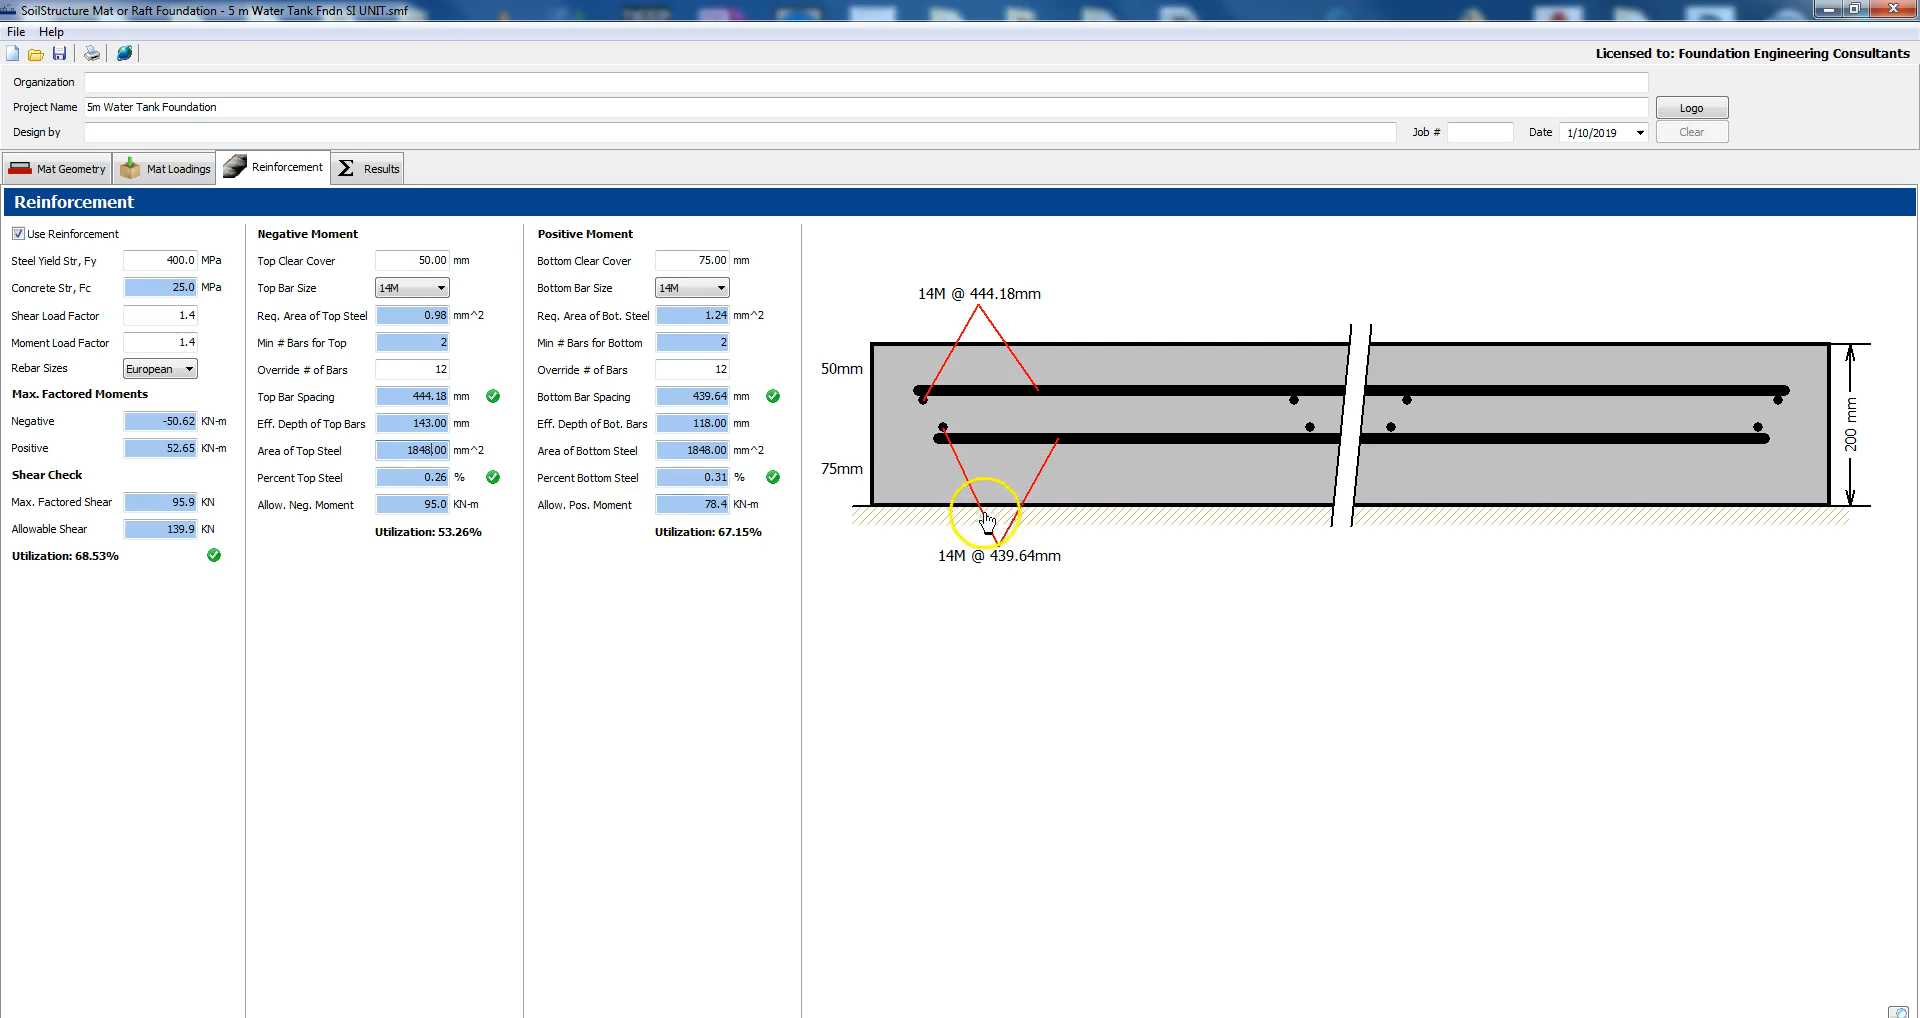 SoilStructure Mat or Raft Foundation - 5 m Water Tank Fndn SI UNIT.smf
File Help
Licensed to: Foundation Engineering Consultants
Organization
Project Name 5m Water Tank Foundation Logo
Design by Job # Date 1/10/2019 Clear
Mat Geometry Mat Loadings Reinforcement Σ Results
Reinforcement
Use Reinforcement
Steel Yield Str, Fy 400.0 MPa
Concrete Str, Fc 25.0 MPa
Shear Load Factor 1.4
Moment Load Factor 1.4
Rebar Sizes European
Max. Factored Moments
Negative -50.62 KN-m
Positive 52.65 KN-m
Shear Check
Max. Factored Shear 95.9 KN
Allowable Shear 139.9 KN
Utilization: 68.53%
Negative Moment
Top Clear Cover 50.00 mm
Top Bar Size 14M
Req. Area of Top Steel 0.98 mm^2
Min # Bars for Top 2
Override # of Bars 12
Top Bar Spacing 444.18 mm
Eff. Depth of Top Bars 143.00 mm
Area of Top Steel 1848.00 mm^2
Percent Top Steel 0.26 %
Allow. Neg. Moment 95.0 KN-m
Utilization: 53.26%
Positive Moment
Bottom Clear Cover 75.00 mm
Bottom Bar Size 14M
Req. Area of Bot. Steel 1.24 mm^2
Min # Bars for Bottom 2
Override # of Bars 12
Bottom Bar Spacing 439.64 mm
Eff. Depth of Bot. Bars 118.00 mm
Area of Bottom Steel 1848.00 mm^2
Percent Bottom Steel 0.31 %
Allow. Pos. Moment 78.4 KN-m
Utilization: 67.15%
14M @ 444.18mm
50mm
75mm
200 mm
14M @ 439.64mm